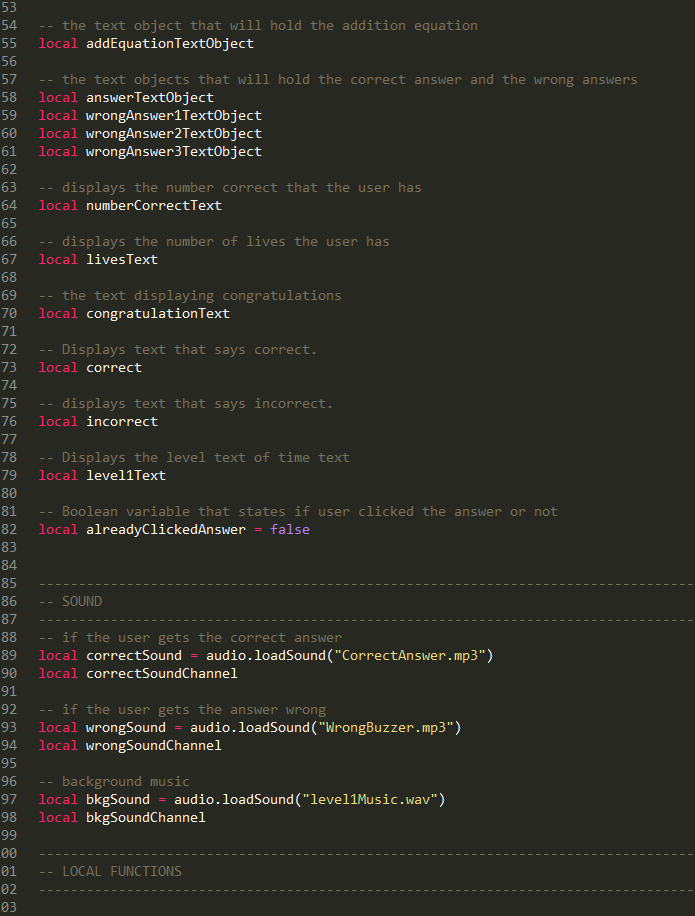 53
54 -- the text object that will hold the addition equation
55 local addEquationTextObject
56
57 -- the text objects that will hold the correct answer and the wrong answers
58 local answerTextObject
59 local wrongAnswer1TextObject
60 local wrongAnswer2TextObject
61 local wrongAnswer3TextObject
62
63 -- displays the number correct that the user has
64 local numberCorrectText
65
66 -- displays the number of lives the user has
67 local livesText
68
69 -- the text displaying congratulations
70 local congratulationText
71
72 -- Displays text that says correct.
73 local correct
74
75 -- displays text that says incorrect.
76 local incorrect
77
78 -- Displays the level text of time text
79 local level1Text
80
81 -- Boolean variable that states if user clicked the answer or not
82 local alreadyClickedAnswer = false
83
84
85 ----------------------------------------------------------------------------------
86 -- SOUND
87 ----------------------------------------------------------------------------------
88 -- if the user gets the correct answer
89 local correctSound = audio.loadSound("CorrectAnswer.mp3")
90 local correctSoundChannel
91
92 -- if the user gets the answer wrong
93 local wrongSound = audio.loadSound("WrongBuzzer.mp3")
94 local wrongSoundChannel
95
96 -- background music
97 local bkgSound = audio.loadSound("level1Music.wav")
98 local bkgSoundChannel
99
00 ----------------------------------------------------------------------------------
01 -- LOCAL FUNCTIONS
02 ----------------------------------------------------------------------------------
03